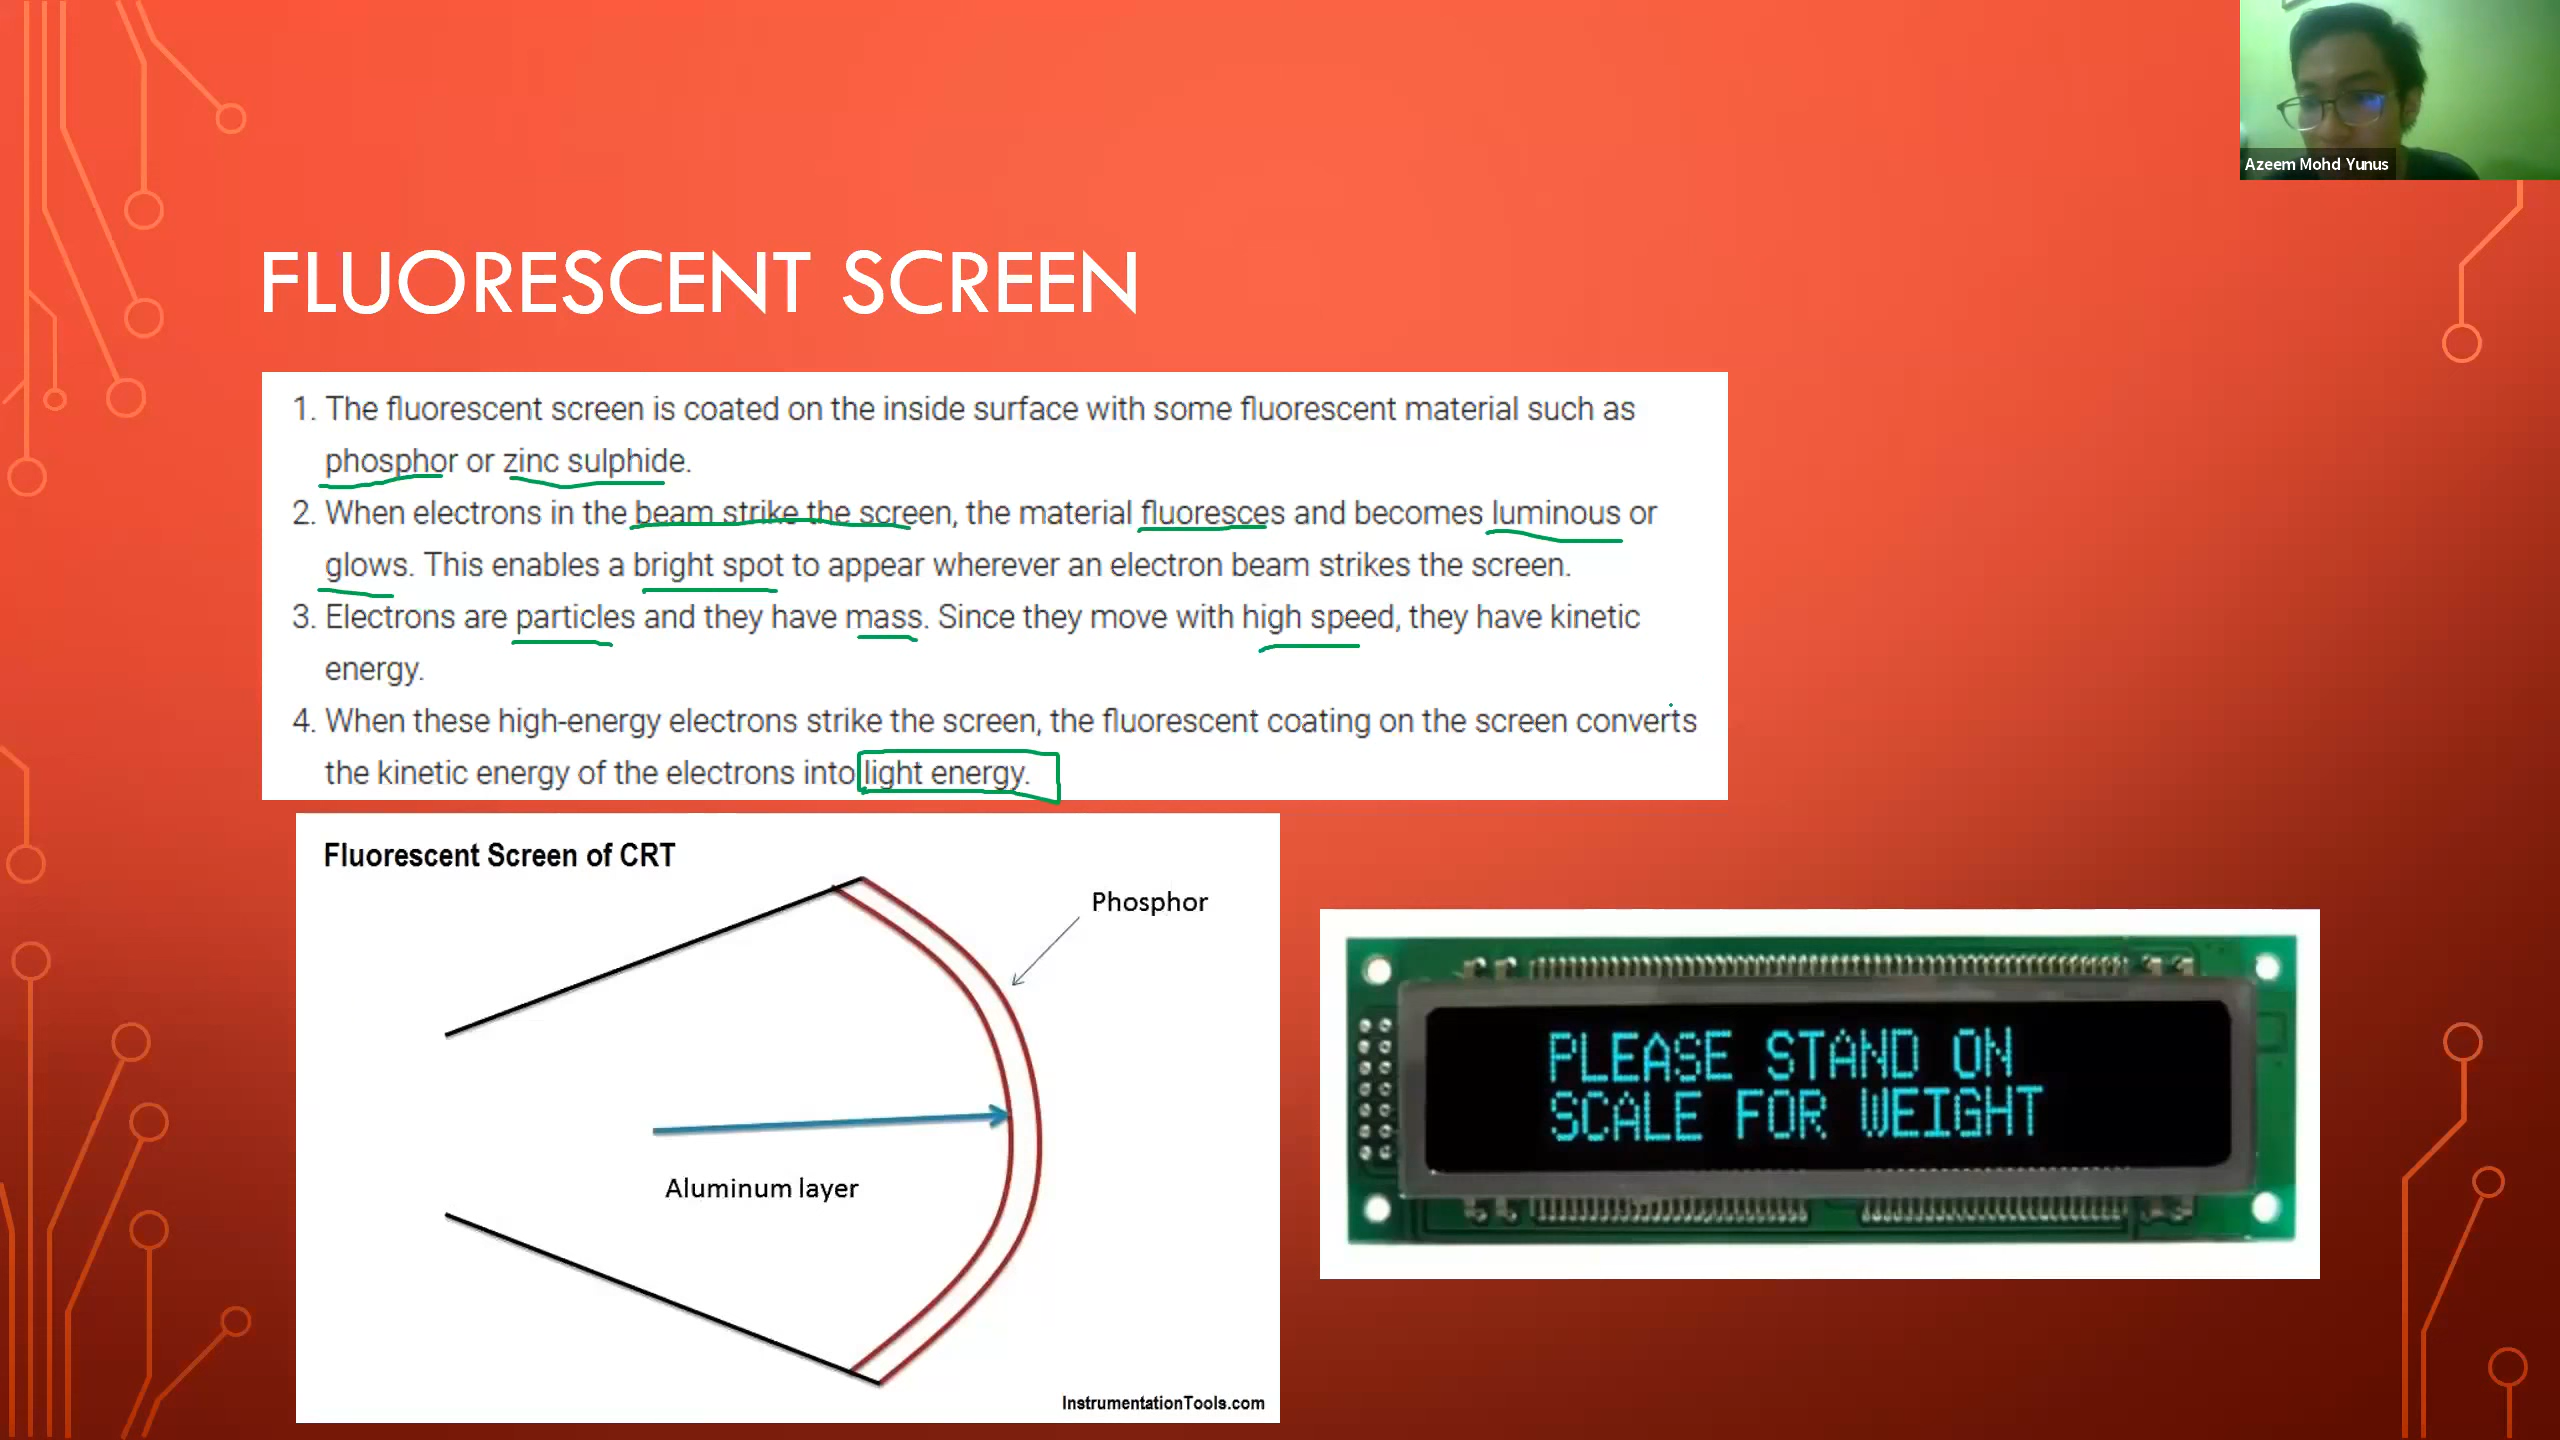 Azeem Mohd Yunus
FLUORESCENT SCREEN
1. The fluorescent screen is coated on the inside surface with some fluorescent material such as
phosphor or zinc sulphide.
2. When electrons in the beam strike the screen, the material fluoresces and becomes luminous or
glows. This enables a bright spot to appear wherever an electron beam strikes the screen.
3. Electrons are particles and they have mass. Since they move with high speed, they have kinetic
energy.
4. When these high-energy electrons strike the screen, the fluorescent coating on the screen converts
the kinetic energy of the electrons into light energy.
Fluorescent Screen of CRT
Phosphor
Aluminum layer
InstrumentationTools.com
PLEASE STAND ON
SCALE FOR WEIGHT